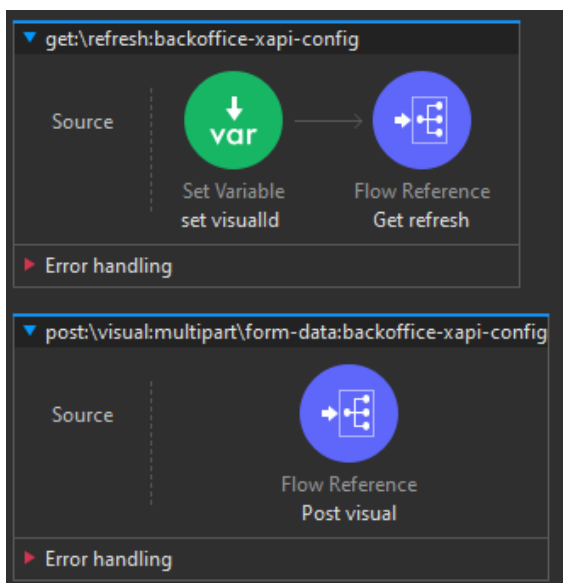 get:\refresh:backoffice-xapi-config
Source
var
Set Variable
Flow Reference
set visualId
Get refresh
Error handling
post:\visual:multipart\form-data:backoffice-xapi-config
Source
Flow Reference
Post visual
Error handling